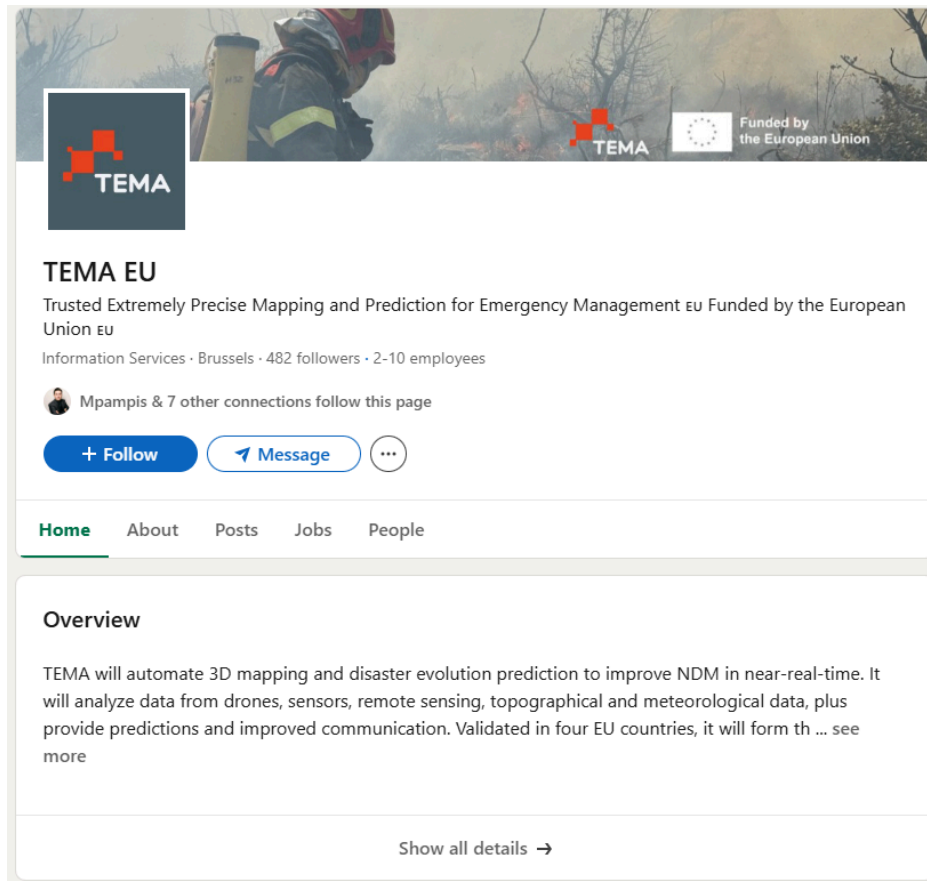 TEMA
Funded by
the European Union
TEMA
TEMA EU
Trusted Extremely Precise Mapping and Prediction for Emergency Management EU Funded by the European
Union EU
Information Services · Brussels · 482 followers · 2-10 employees
Mpampis & 7 other connections follow this page
+ Follow
Message
Home About Posts Jobs People
Overview
TEMA will automate 3D mapping and disaster evolution prediction to improve NDM in near-real-time. It
will analyze data from drones, sensors, remote sensing, topographical and meteorological data, plus
provide predictions and improved communication. Validated in four EU countries, it will form th ... see
more
Show all details →